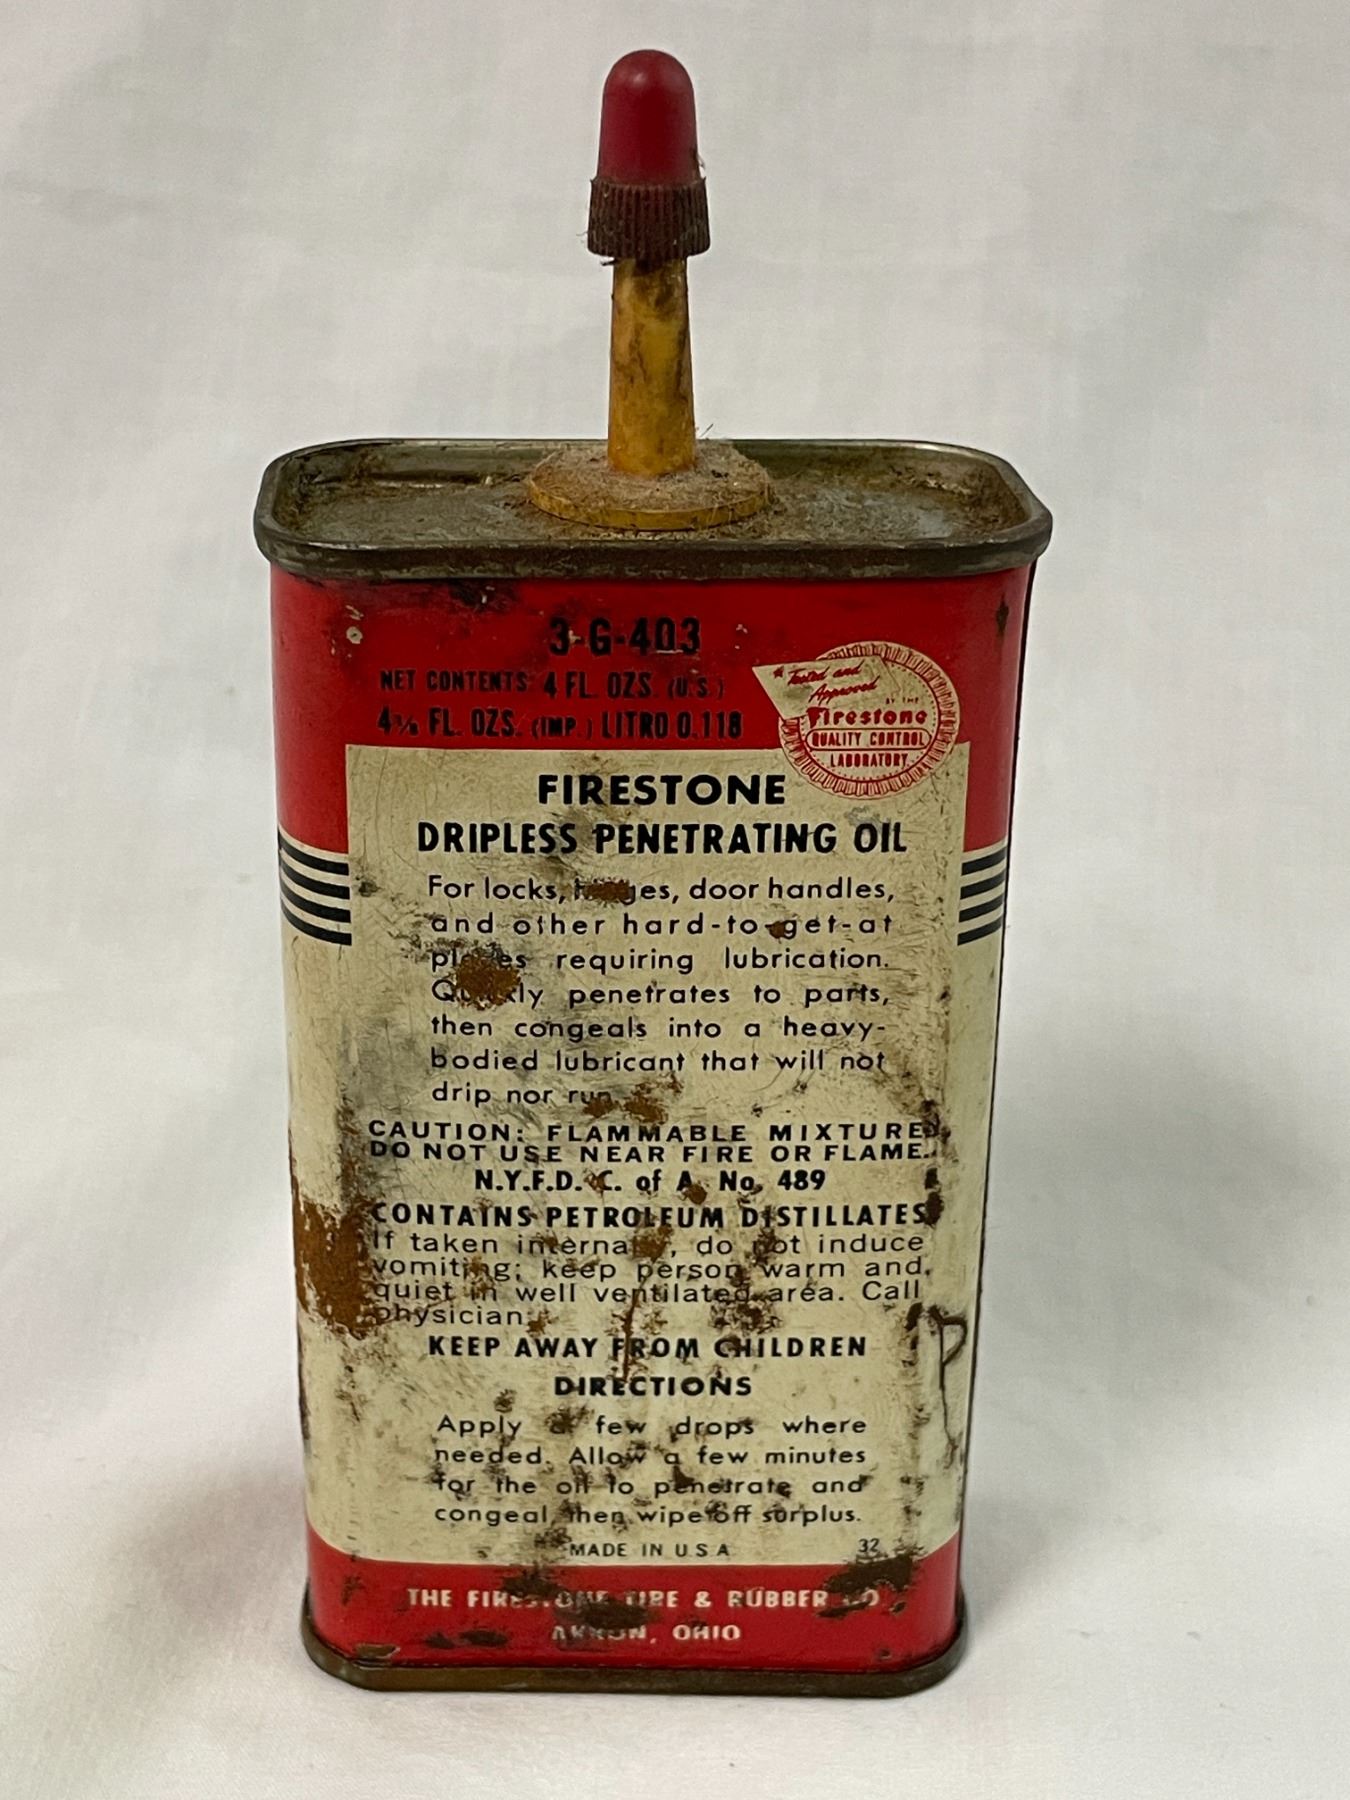 3-G-403
NET CONTENTS 4 FL. OZS. (U.S.)
4⅙ FL. OZS. (IMP.) LITRO 0.118
Tested and
Approved
BY THE
Firestone
QUALITY CONTROL
LABORATORY
FIRESTONE
DRIPLESS PENETRATING OIL
For locks, hinges, door handles,
and other hard-to-get-at
places requiring lubrication.
Quickly penetrates to parts,
then congeals into a heavy-
bodied lubricant that will not
drip nor run.
CAUTION: FLAMMABLE MIXTURE
DO NOT USE NEAR FIRE OR FLAME.
N.Y.F.D. C. of A. No. 489
CONTAINS PETROLEUM DISTILLATES
If taken internally, do not induce
vomiting; keep person warm and
quiet in well ventilated area. Call
physician.
KEEP AWAY FROM CHILDREN
DIRECTIONS
Apply a few drops where
needed. Allow a few minutes
for the oil to penetrate and
congeal, then wipe off surplus.
MADE IN U S A 32
THE FIRESTONE TIRE & RUBBER CO
AKRON, OHIO